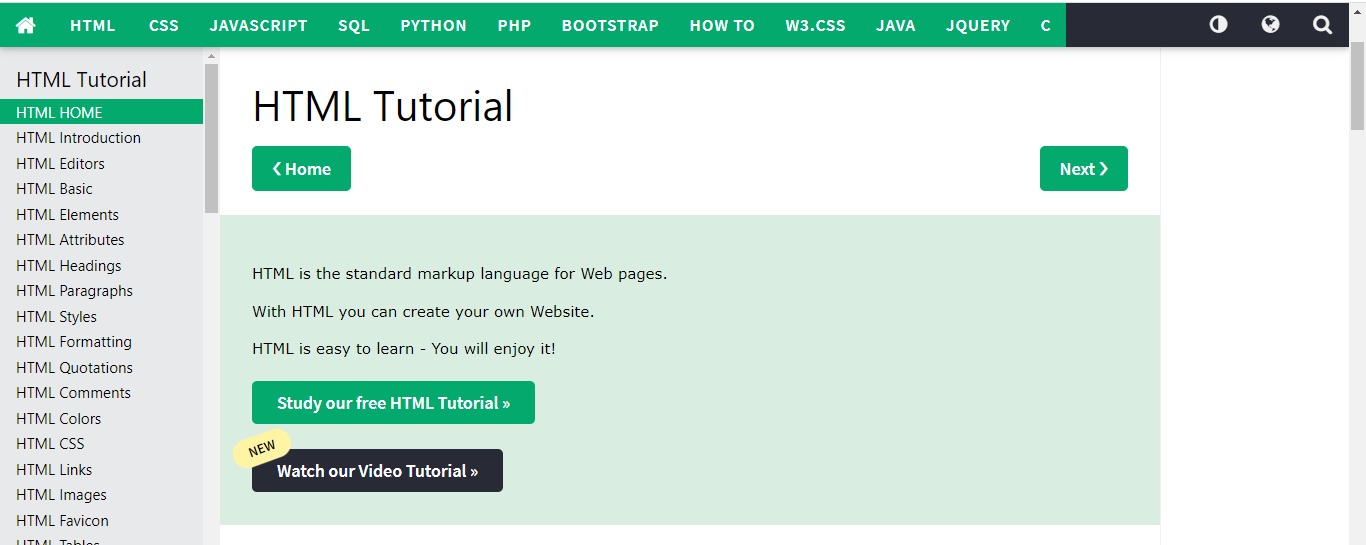 HTML CSS JAVASCRIPT SQL PYTHON PHP BOOTSTRAP HOW TO W3.CSS JAVA JQUERY C
HTML Tutorial
HTML HOME
HTML Introduction
HTML Editors
HTML Basic
HTML Elements
HTML Attributes
HTML Headings
HTML Paragraphs
HTML Styles
HTML Formatting
HTML Quotations
HTML Comments
HTML Colors
HTML CSS
HTML Links
HTML Images
HTML Favicon
HTML Tables
HTML Tutorial
❮ Home
Next ❯
HTML is the standard markup language for Web pages.
With HTML you can create your own Website.
HTML is easy to learn - You will enjoy it!
Study our free HTML Tutorial »
NEW
Watch our Video Tutorial »